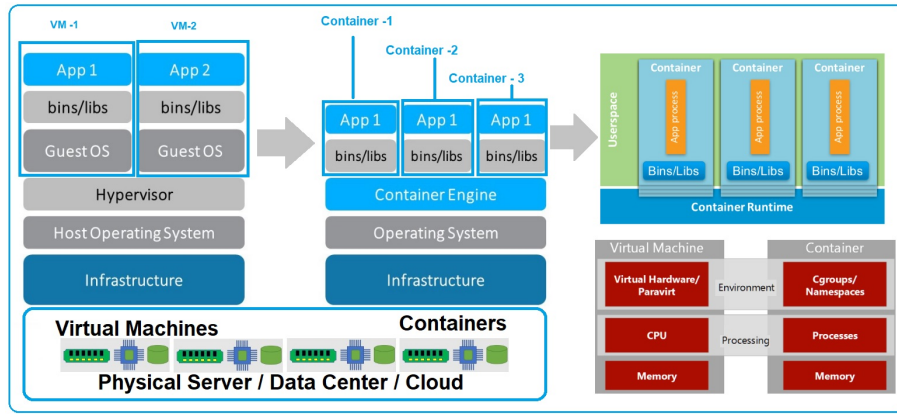 VM -1
VM-2
App 1
App 2
bins/libs
bins/libs
Guest OS
Guest OS
Hypervisor
Host Operating System
Infrastructure
Container -1
Container -2
Container - 3
App 1
App 1
App 1
bins/libs
bins/libs
bins/libs
Container Engine
Operating System
Infrastructure
Virtual Machines
Containers
Physical Server / Data Center / Cloud
Userspace
Container
Container
Container
App process
App process
App process
Bins/Libs
Bins/Libs
Bins/Libs
Container Runtime
Virtual Machine
Container
Virtual Hardware/
Paravirt
Environment
Cgroups/
Namespaces
CPU
Processing
Processes
Memory
Memory